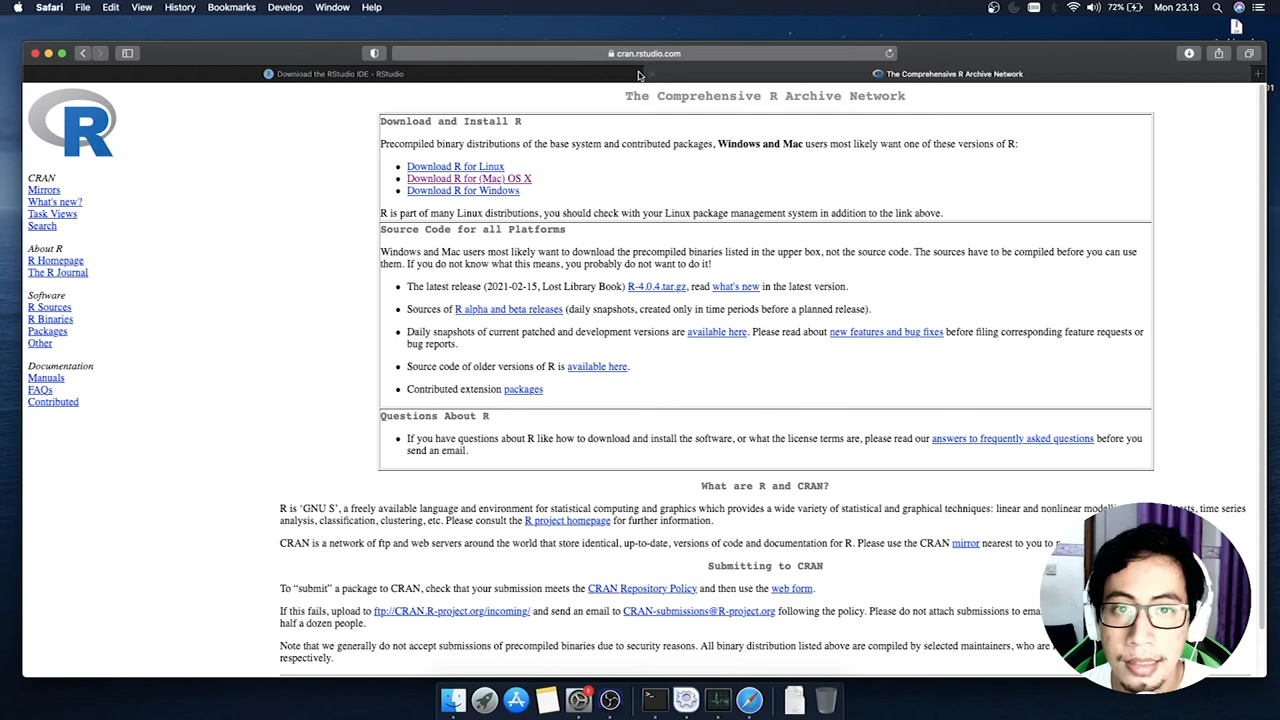 Safari File Edit View History Bookmarks Develop Window Help 72% Mon 23.13
cran.rstudio.com
Download the RStudio IDE - RStudio
The Comprehensive R Archive Network
R
CRAN
Mirrors
What's new?
Task Views
Search
About R
R Homepage
The R Journal
Software
R Sources
R Binaries
Packages
Other
Documentation
Manuals
FAQs
Contributed
The Comprehensive R Archive Network
Download and Install R
Precompiled binary distributions of the base system and contributed packages, Windows and Mac users most likely want one of these versions of R:
Download R for Linux
Download R for (Mac) OS X
Download R for Windows
R is part of many Linux distributions, you should check with your Linux package management system in addition to the link above.
Source Code for all Platforms
Windows and Mac users most likely want to download the precompiled binaries listed in the upper box, not the source code. The sources have to be compiled before you can use
them. If you do not know what this means, you probably do not want to do it!
The latest release (2021-02-15, Lost Library Book) R-4.0.4.tar.gz, read what's new in the latest version.
Sources of R alpha and beta releases (daily snapshots, created only in time periods before a planned release).
Daily snapshots of current patched and development versions are available here. Please read about new features and bug fixes before filing corresponding feature requests or
bug reports.
Source code of older versions of R is available here.
Contributed extension packages
Questions About R
If you have questions about R like how to download and install the software, or what the license terms are, please read our answers to frequently asked questions before you
send an email.
What are R and CRAN?
R is 'GNU S', a freely available language and environment for statistical computing and graphics which provides a wide variety of statistical and graphical techniques: linear and nonlinear time series
analysis, classification, clustering, etc. Please consult the R project homepage for further information.
CRAN is a network of ftp and web servers around the world that store identical, up-to-date, versions of code and documentation for R. Please use the CRAN mirror nearest to you to
Submitting to CRAN
To “submit” a package to CRAN, check that your submission meets the CRAN Repository Policy and then use the web form.
If this fails, upload to ftp://CRAN.R-project.org/incoming/ and send an email to CRAN-submissions@R-project.org following the policy. Please do not attach submissions to
half a dozen people.
Note that we generally do not accept submissions of precompiled binaries due to security reasons. All binary distribution listed above are compiled by selected maintainers, who
respectively.